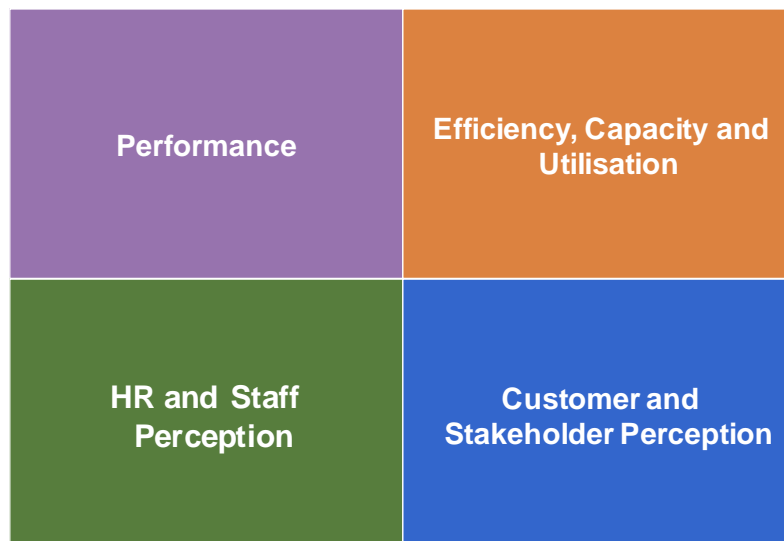 Performance
Efficiency, Capacity and
Utilisation
HR and Staff
Perception
Customer and
Stakeholder Perception